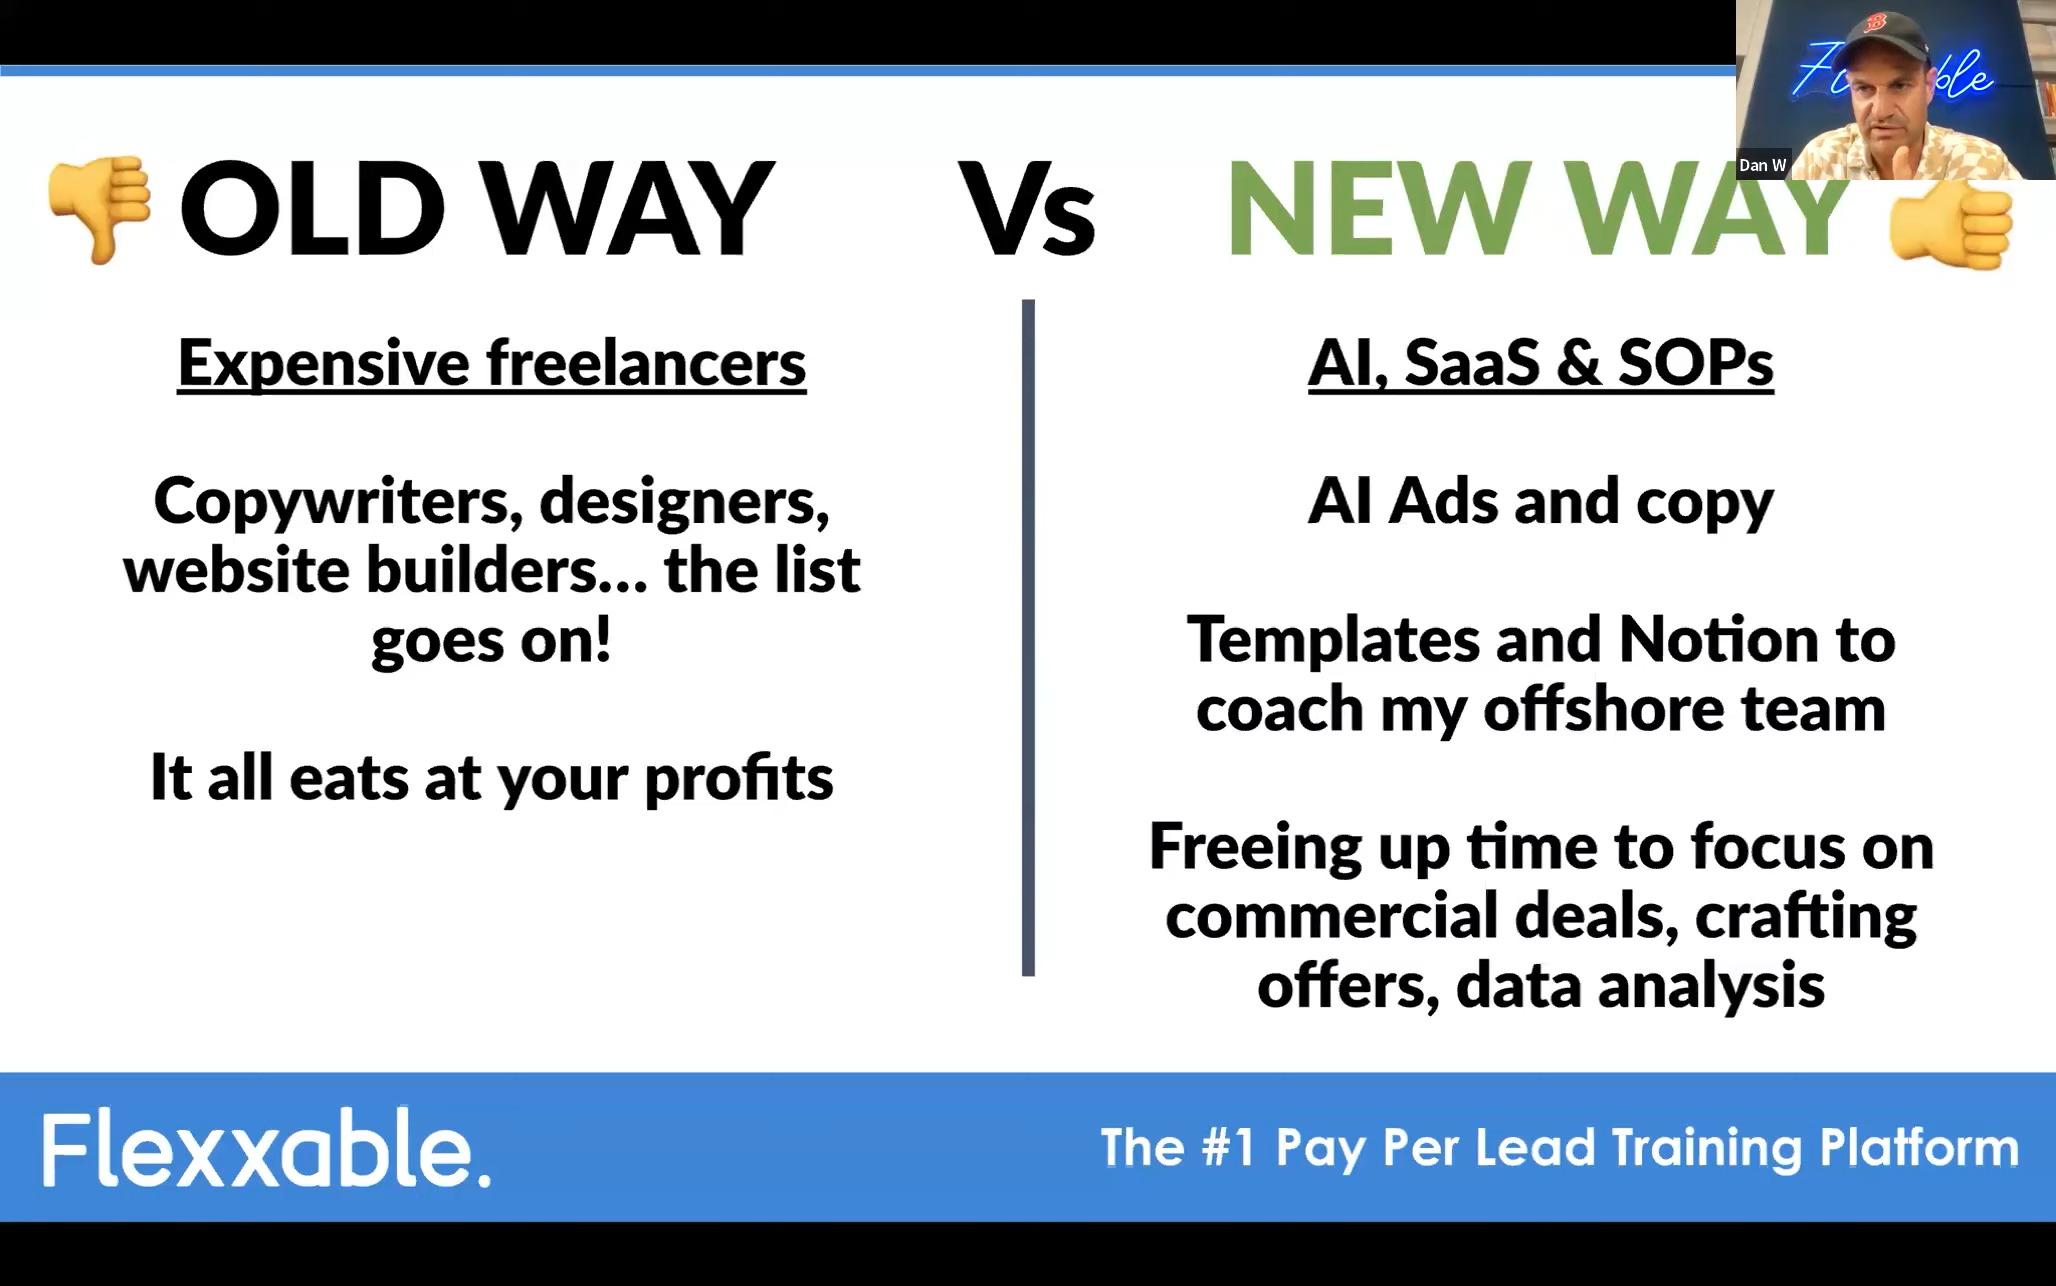 Dan W
OLD WAY
Vs
NEW WAY
Expensive freelancers
Copywriters, designers,
website builders... the list
goes on!
It all eats at your profits
AI, SaaS & SOPs
AI Ads and copy
Templates and Notion to
coach my offshore team
Freeing up time to focus on
commercial deals, crafting
offers, data analysis
Flexxable.
The #1 Pay Per Lead Training Platform